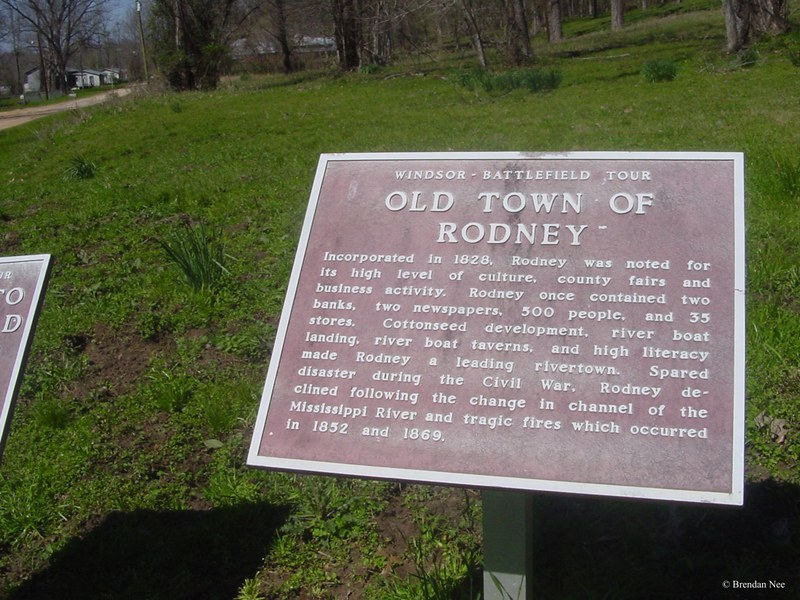 WINDSOR - BATTLEFIELD TOUR
OLD TOWN OF
RODNEY
Incorporated in 1828, Rodney was noted for
its high level of culture, county fairs and
business activity. Rodney once contained two
banks, two newspapers, 500 people, and 35
stores. Cottonseed development, river boat
landing, river boat taverns, and high literacy
made Rodney a leading rivertown. Spared
disaster during the Civil War, Rodney de-
clined following the change in channel of the
Mississippi River and tragic fires which occurred
in 1852 and 1869.
© Brendan Nee